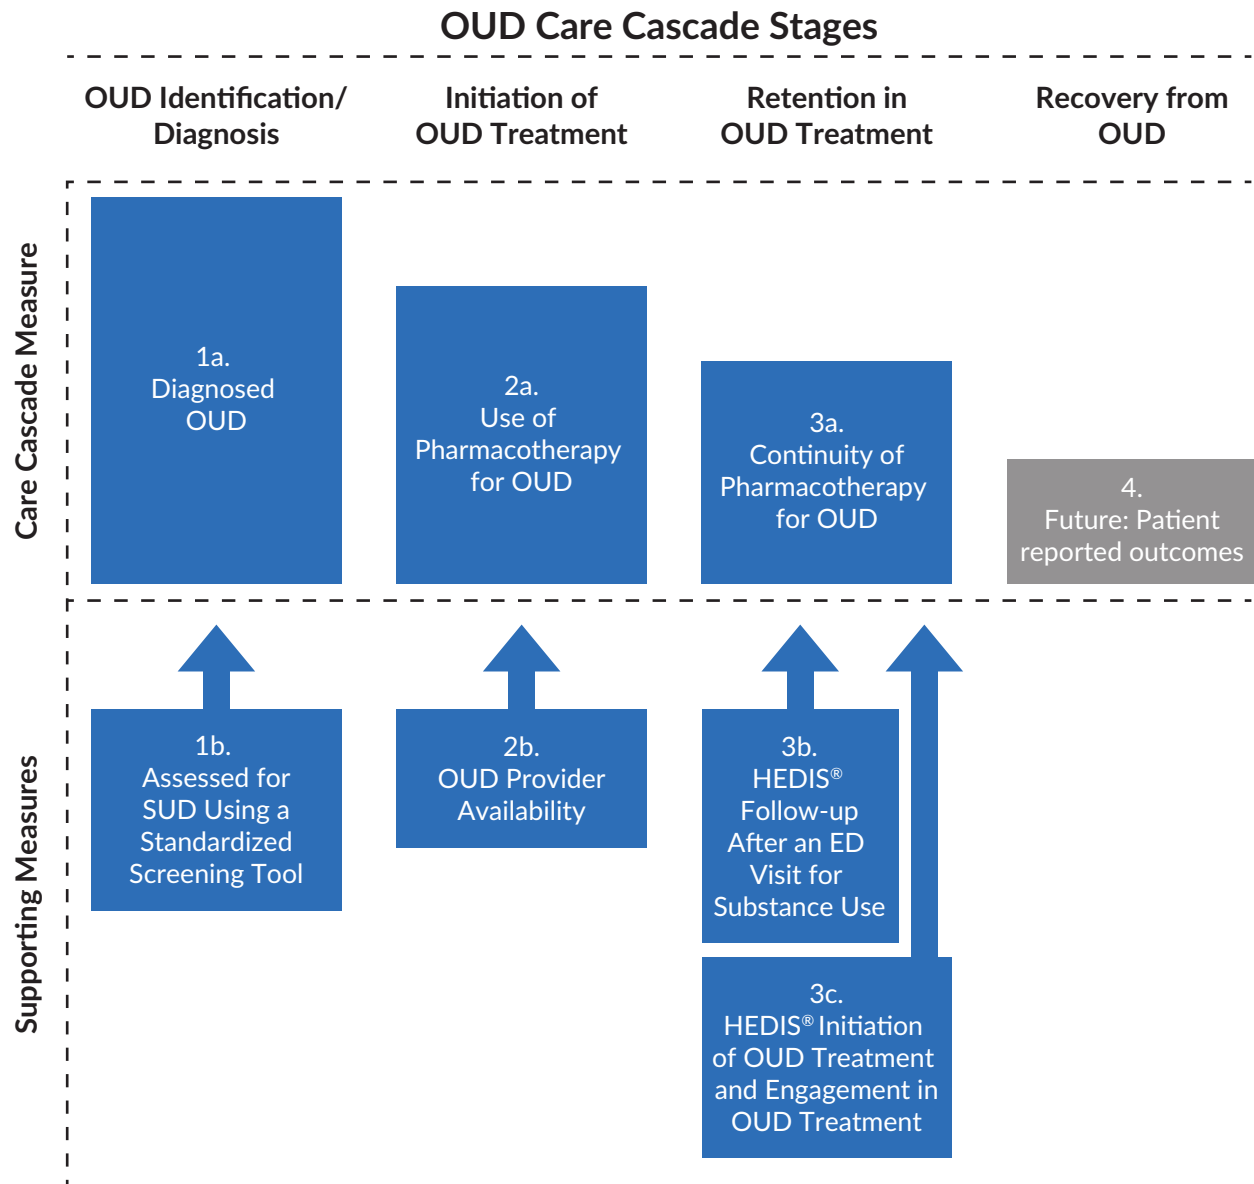 OUD Care Cascade Stages
OUD Identification/
Diagnosis
Initiation of
OUD Treatment
Retention in
OUD Treatment
Recovery from
OUD
Care Cascade Measure
1a.
Diagnosed
OUD
2a.
Use of
Pharmacotherapy
for OUD
3a.
Continuity of
Pharmacotherapy
for OUD
4.
Future: Patient
reported outcomes
Supporting Measures
1b.
Assessed for
SUD Using a
Standardized
Screening Tool
2b.
OUD Provider
Availability
3b.
HEDIS®
Follow-up
After an ED
Visit for
Substance Use
3c.
HEDIS® Initiation
of OUD Treatment
and Engagement in
OUD Treatment